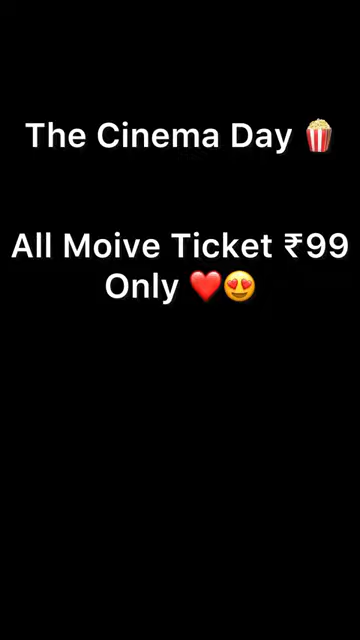 The Cinema Day 🍿
All Moive Ticket ₹99
Only ❤️😍